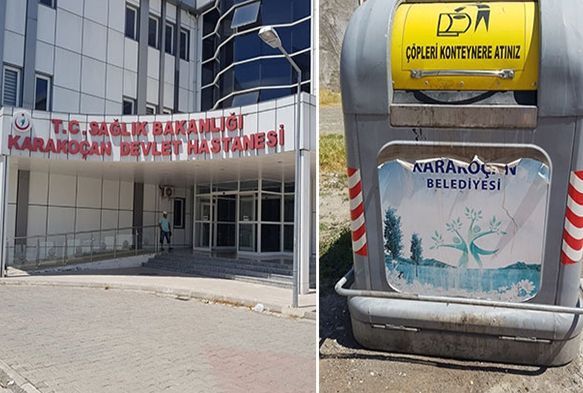 T.C. SAĞLIK BAKANLIĞI
KARAKOÇAN DEVLET HASTANESİ
ÇÖPLERİ KONTEYNERE ATINIZ
KARAKOÇAN
BELEDİYESİ